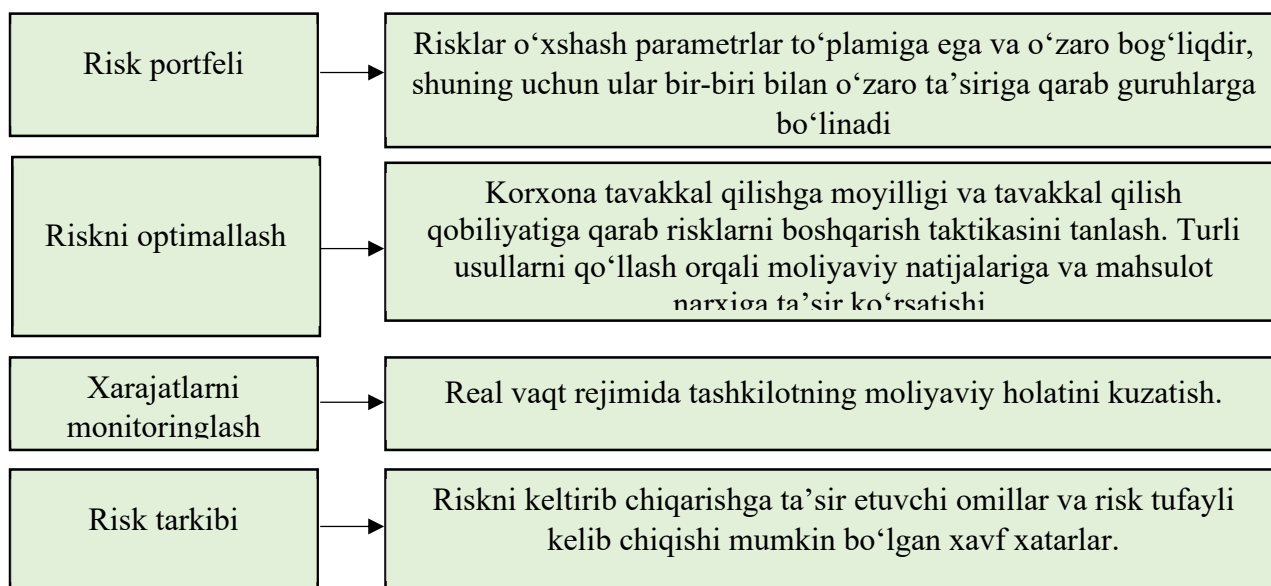 Risk portfeli
Risklar o‘xshash parametrlar to‘plamiga ega va o‘zaro bog‘liqdir,
shuning uchun ular bir-biri bilan o‘zaro ta’siriga qarab guruhlarga
bo‘linadi
Riskni optimallash
Korxona tavakkal qilishga moyilligi va tavakkal qilish
qobiliyatiga qarab risklarni boshqarish taktikasini tanlash. Turli
usullarni qo‘llash orqali moliyaviy natijalariga va mahsulot
narxiga ta’sir ko‘rsatishi
Xarajatlarni
monitoringlash
Real vaqt rejimida tashkilotning moliyaviy holatini kuzatish.
Risk tarkibi
Riskni keltirib chiqarishga ta’sir etuvchi omillar va risk tufayli
kelib chiqishi mumkin bo‘lgan xavf xatarlar.